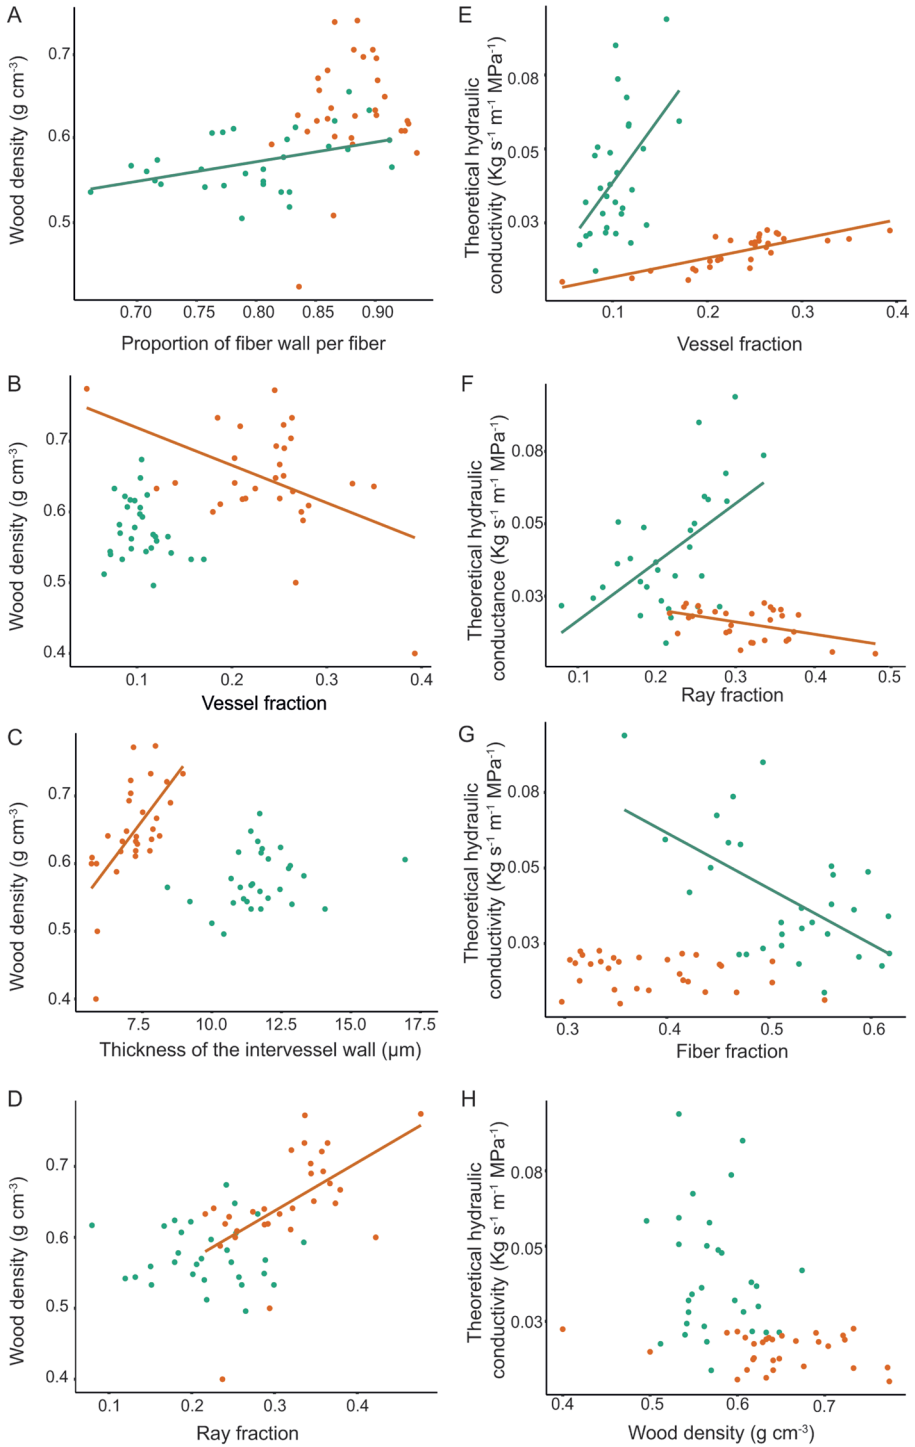 A
Wood density (g cm-3)
0.7
0.6
0.5
0.70 0.75 0.80 0.85 0.90
Proportion of fiber wall per fiber
B
Wood density (g cm-3)
0.7
0.6
0.5
0.4
0.1 0.2 0.3 0.4
Vessel fraction
C
Wood density (g cm-3)
0.7
0.6
0.5
0.4
7.5 10.0 12.5 15.0 17.5
Thickness of the intervessel wall (µm)
D
Wood density (g cm-3)
0.7
0.6
0.5
0.4
0.1 0.2 0.3 0.4
Ray fraction
E
Theoretical hydraulic
conductivity (Kg s-1 m-1 MPa-1)
0.08
0.05
0.03
0.1 0.2 0.3 0.4
Vessel fraction
F
Theoretical hydraulic
conductance (Kg s-1 m-1 MPa-1)
0.08
0.05
0.03
0.1 0.2 0.3 0.4 0.5
Ray fraction
G
Theoretical hydraulic
conductivity (Kg s-1 m-1 MPa-1)
0.08
0.05
0.03
0.3 0.4 0.5 0.6
Fiber fraction
H
Theoretical hydraulic
conductivity (Kg s-1 m-1 MPa-1)
0.08
0.05
0.03
0.4 0.5 0.6 0.7
Wood density (g cm-3)